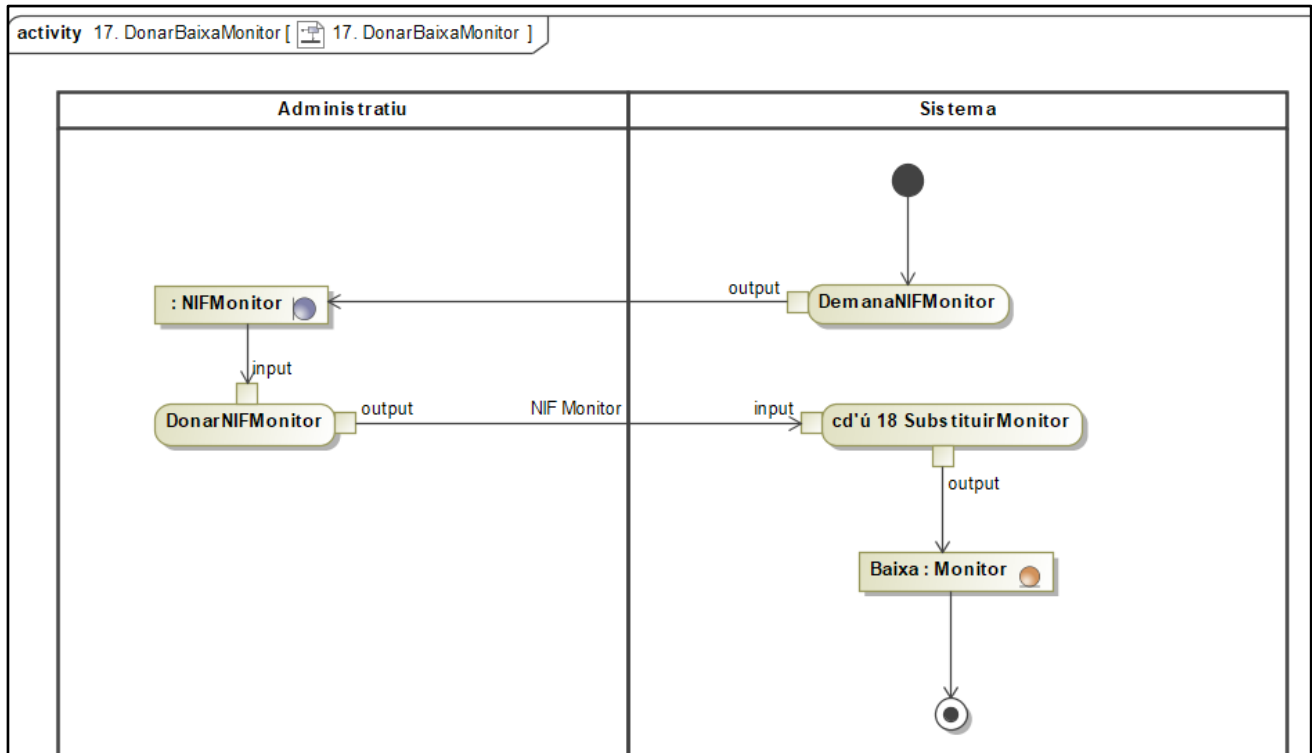 activity 17. DonarBaixaMonitor [ 17. DonarBaixaMonitor ]
Administratiu
Sistema
output
: NIFMonitor
DemanaNIFMonitor
input
DonarNIFMonitor
output
NIF Monitor
input
cd'ú 18 SubstituirMonitor
output
Baixa : Monitor